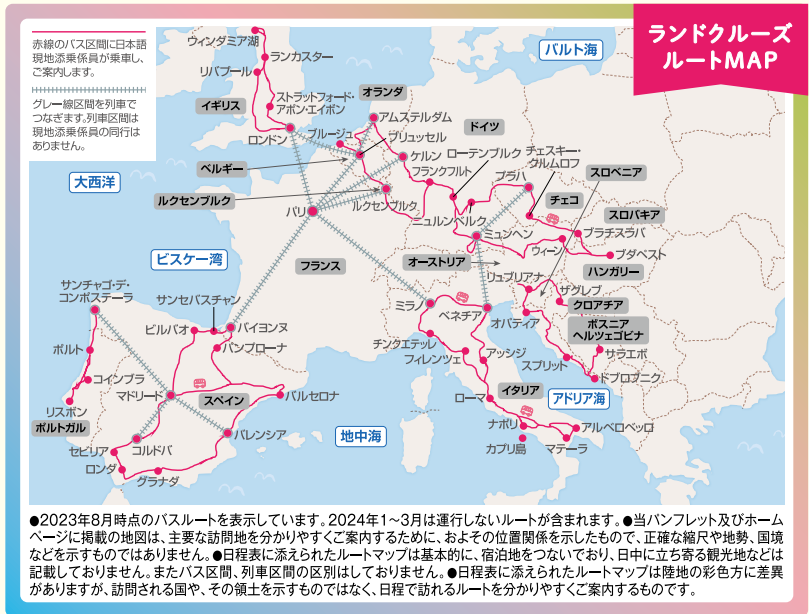 ランドクルーズ
ルートMAP
赤線のバス区間に日本語
現地添乗係員が乗車し、
ご案内します。
グレー線区間を列車で
つなぎます。列車区間は
現地添乗係員の同行は
ありません。
ウィンダミア湖
ランカスター
リバプール
ストラットフォード・
アポン・エイボン
イギリス
ロンドン
バルト海
オランダ
アムステルダム
ブルージュ
ブリュッセル
ドイツ
ベルギー
ケルン
ローテンブルク
チェスキー・
クルムロフ
フランクフルト
プラハ
スロベニア
大西洋
ルクセンブルク
ルクセンブルク
チェコ
スロバキア
パリ
ニュルンベルク
ブラチスラバ
ミュンヘン
ウィーン
ブダペスト
ビスケー湾
フランス
オーストリア
ハンガリー
リュブリアナ
ザグレブ
サンチャゴ・デ・
コンポステーラ
サンセバスチャン
ミラノ
ベネチア
クロアチア
オパティア
ボスニア
ヘルツェゴビナ
ビルバオ
バイヨンヌ
チンクエテッレ
パンプローナ
フィレンツェ
アッシジ
スプリット
サラエボ
ポルト
コインブラ
マドリード
スペイン
バルセロナ
イタリア
ドブロブニク
リスボン
ローマ
アドリア海
ポルトガル
バレンシア
地中海
ナポリ
アルベロベッロ
セビリア
コルドバ
カプリ島
マテーラ
ロンダ
グラナダ
●2023年8月時点のバスルートを表示しています。2024年1～3月は運行しないルートが含まれます。●当パンフレット及びホーム
ページに掲載の地図は、主要な訪問地を分かりやすくご案内するために、おおよその位置関係を示したもので、正確な縮尺や地勢、国境
などを示すものではありません。●日程表に添えられたルートマップは基本的に、宿泊地をつないでおり、日中に立ち寄る観光地などは
記載しておりません。またバス区間、列車区間の区別はしておりません。●日程表に添えられたルートマップは陸地の彩色方に差異
がありますが、訪問される国や、その領土を示すものではなく、日程で訪れるルートを分かりやすくご案内するものです。